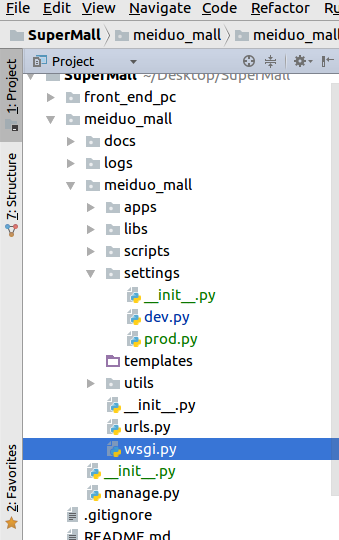 File Edit View Navigate Code Refactor Ru
SuperMall meiduo_mall meiduo_mal
1: Project
Project
SuperMall ~/Desktop/SuperMall
front_end_pc
meiduo_mall
docs
logs
meiduo_mall
apps
libs
scripts
settings
__init__.py
dev.py
prod.py
templates
utils
__init__.py
urls.py
wsgi.py
__init__.py
manage.py
.gitignore
README.md
7: Structure
2: Favorites